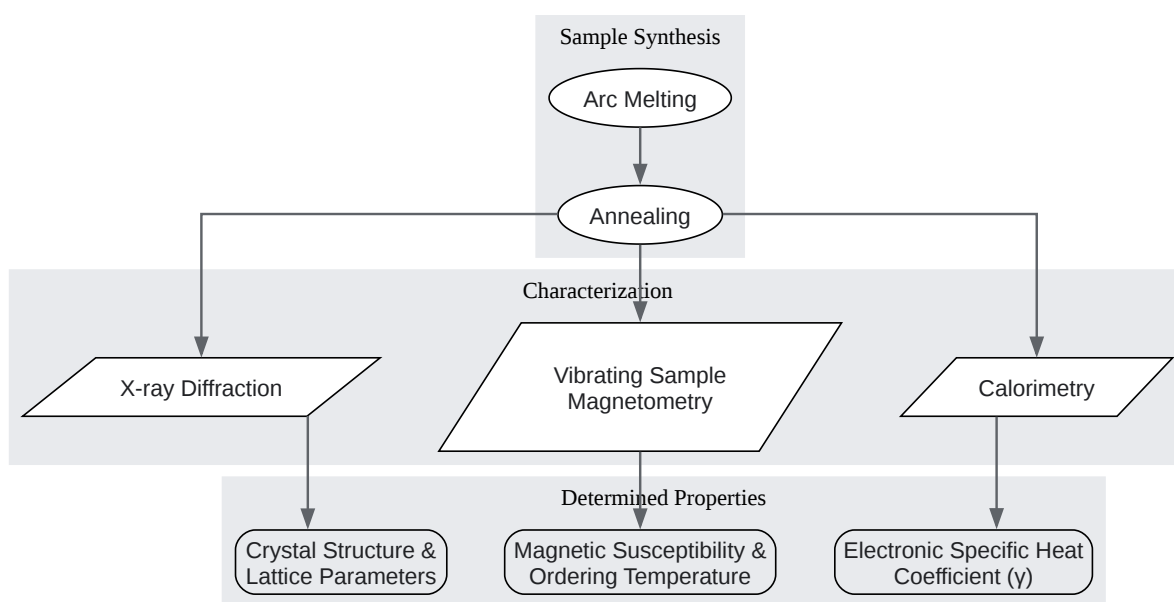 Sample Synthesis
Arc Melting
Annealing
Characterization
X-ray Diffraction
Vibrating Sample
Magnetometry
Calorimetry
Determined Properties
Crystal Structure &
Lattice Parameters
Magnetic Susceptibility &
Ordering Temperature
Electronic Specific Heat
Coefficient (γ)